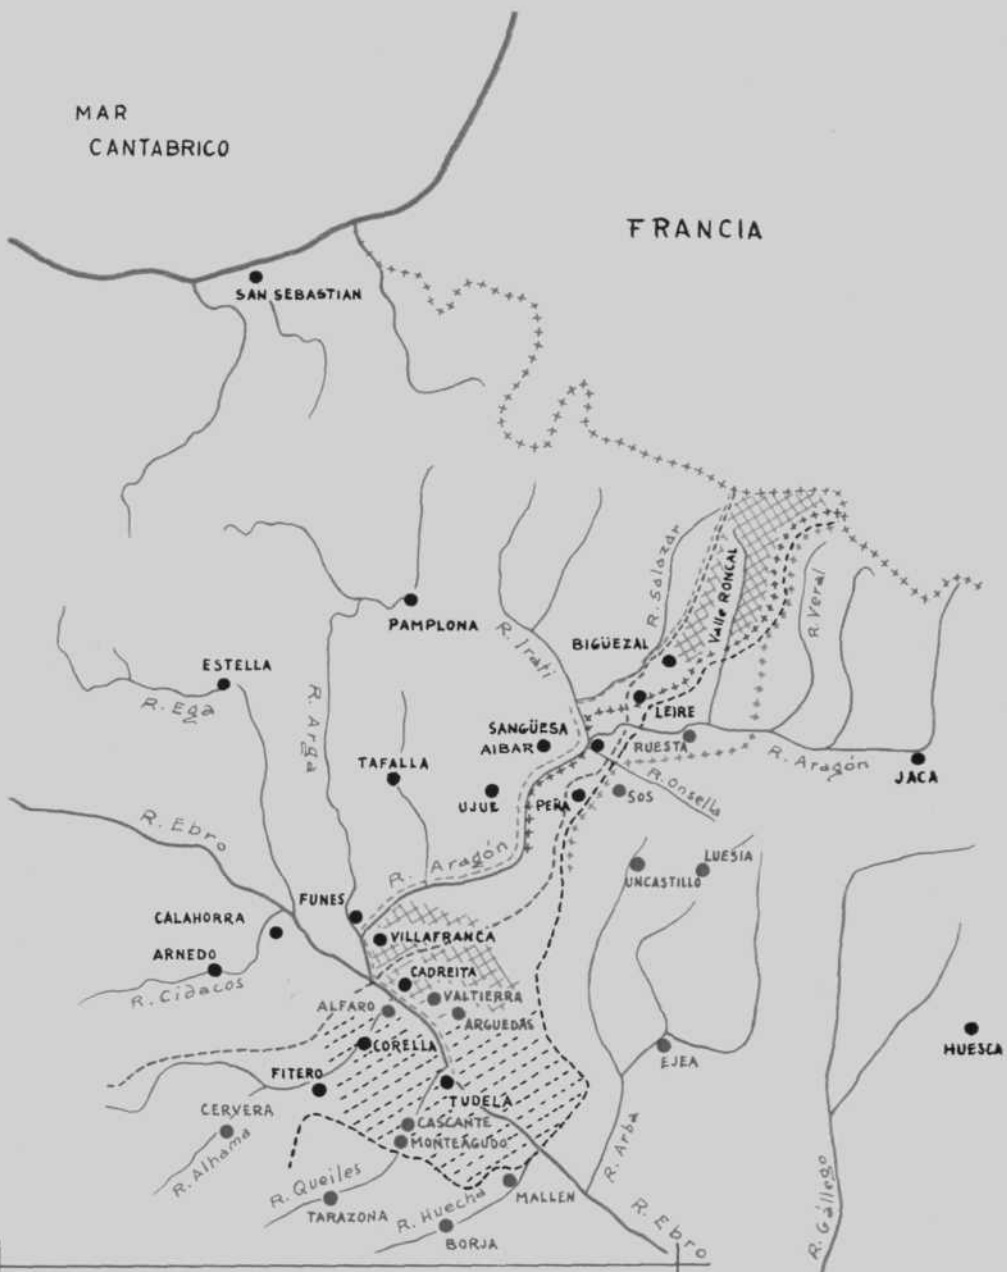 MAR
CANTABRICO
FRANCIA
SAN SEBASTIAN
R. Salazar
Valle RONCAL
R. Veral
PAMPLONA
R. Irati
BIGÜEZAL
ESTELLA
R. Ega
R. Arga
LEIRE
SANGÜESA
AIBAR
RUESTA
R. Aragón
JACA
TAFALLA
UJUE
PEÑA
SOS
R. Onsella
R. Ebro
R. Aragón
LUESIA
UNCASTILLO
FUNES
CALAHORRA
VILLAFRANCA
ARNEDO
R. Cidacos
CADREITA
VALTIERRA
ALFARO
ARGUEDAS
CORELLA
EJEA
HUESCA
FITERO
TUDELA
CERVERA
CASCANTE
MONTEAGUDO
R. Alhama
R. Arba
R. Queiles
MALLEN
TARAZONA
R. Huecha
BORJA
R. Ebro
R. Gállego